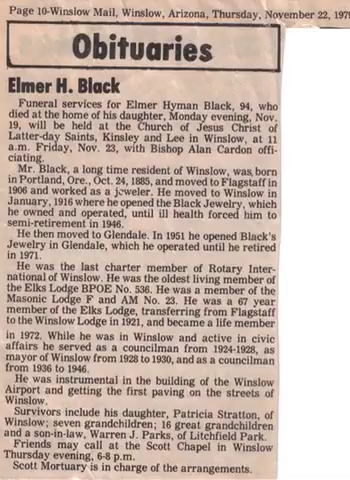 Page 10-Winslow Mail, Winslow, Arizona, Thursday, November 22, 1979
Obituaries
Elmer H. Black
Funeral services for Elmer Hyman Black, 94, who
died at the home of his daughter, Monday evening, Nov.
19, will be held at the Church of Jesus Christ of
Latter-day Saints, Kinsley and Lee in Winslow, at 11
a.m. Friday, Nov. 23, with Bishop Alan Cardon offi-
ciating.
Mr. Black, a long time resident of Winslow, was born
in Portland, Ore., Oct. 24, 1885, and moved to Flagstaff in
1906 and worked as a jeweler. He moved to Winslow in
January, 1916 where he opened the Black Jewelry, which
he owned and operated, until ill health forced him to
semi-retirement in 1946.
He then moved to Glendale. In 1951 he opened Black's
Jewelry in Glendale, which he operated until he retired
in 1971.
He was the last charter member of Rotary Inter-
national of Winslow. He was the oldest living member of
the Elks Lodge BPOE No. 536. He was a member of the
Masonic Lodge F and AM No. 23. He was a 67 year
member of the Elks Lodge, transferring from Flagstaff
to the Winslow Lodge in 1921, and became a life member
in 1972. While he was in Winslow and active in civic
affairs he served as a councilman from 1924-1928, as
mayor of Winslow from 1928 to 1930, and as a councilman
from 1936 to 1946.
He was instrumental in the building of the Winslow
Airport and getting the first paving on the streets of
Winslow.
Survivors include his daughter, Patricia Stratton, of
Winslow; seven grandchildren; 16 great grandchildren
and a son-in-law, Warren J. Parks, of Litchfield Park.
Friends may call at the Scott Chapel in Winslow
Thursday evening, 6-8 p.m.
Scott Mortuary is in charge of the arrangements.